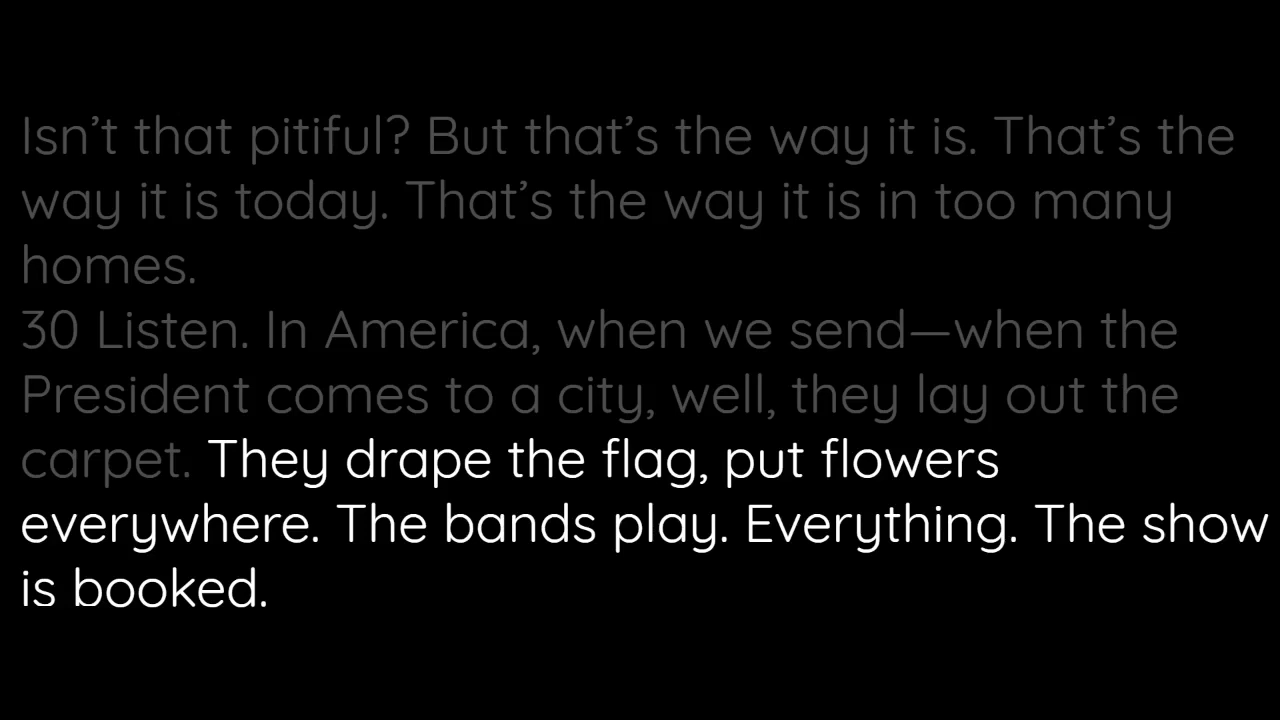 Isn’t that pitiful? But that’s the way it is. That’s the
way it is today. That’s the way it is in too many
homes.
30 Listen. In America, when we send—when the
President comes to a city, well, they lay out the
carpet. They drape the flag, put flowers
everywhere. The bands play. Everything. The show
is booked.